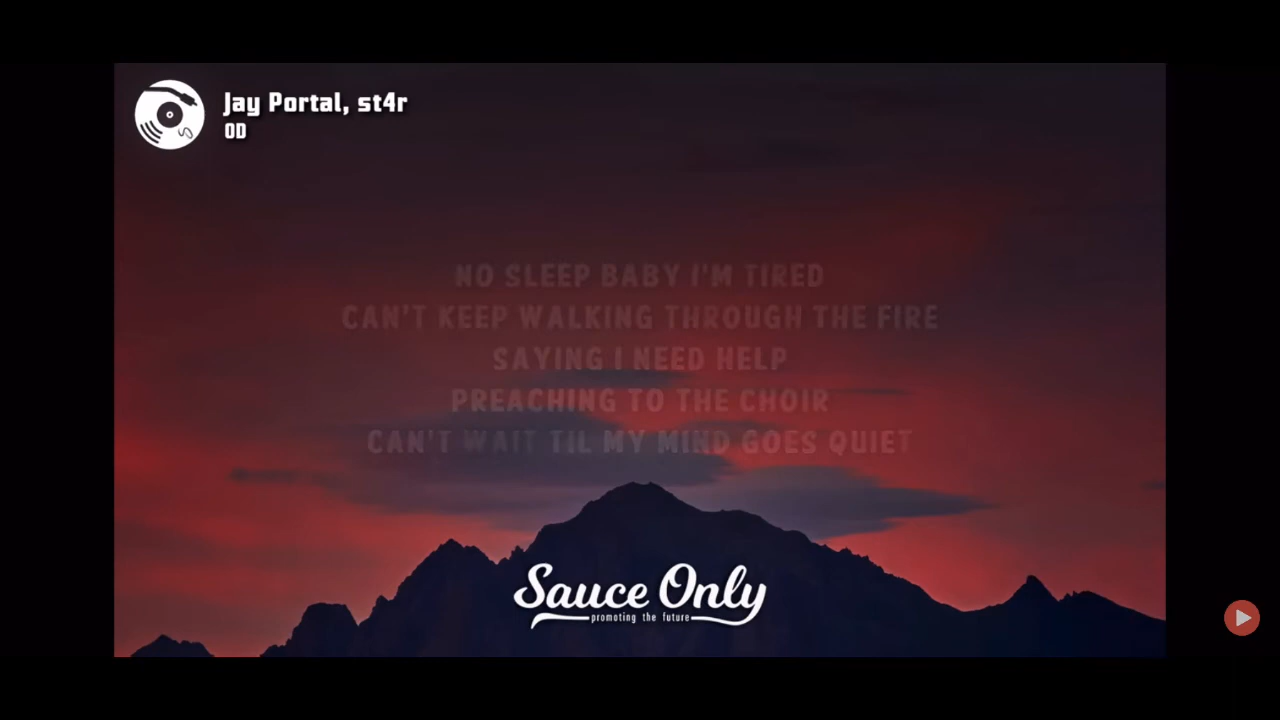 Jay Portal, st4r
OD
NO SLEEP BABY I'M TIRED
CAN'T KEEP WALKING THROUGH THE FIRE
SAYING I NEED HELP
PREACHING TO THE CHOIR
CAN'T WAIT TIL MY MIND GOES QUIET
Sauce Only
promoting the future